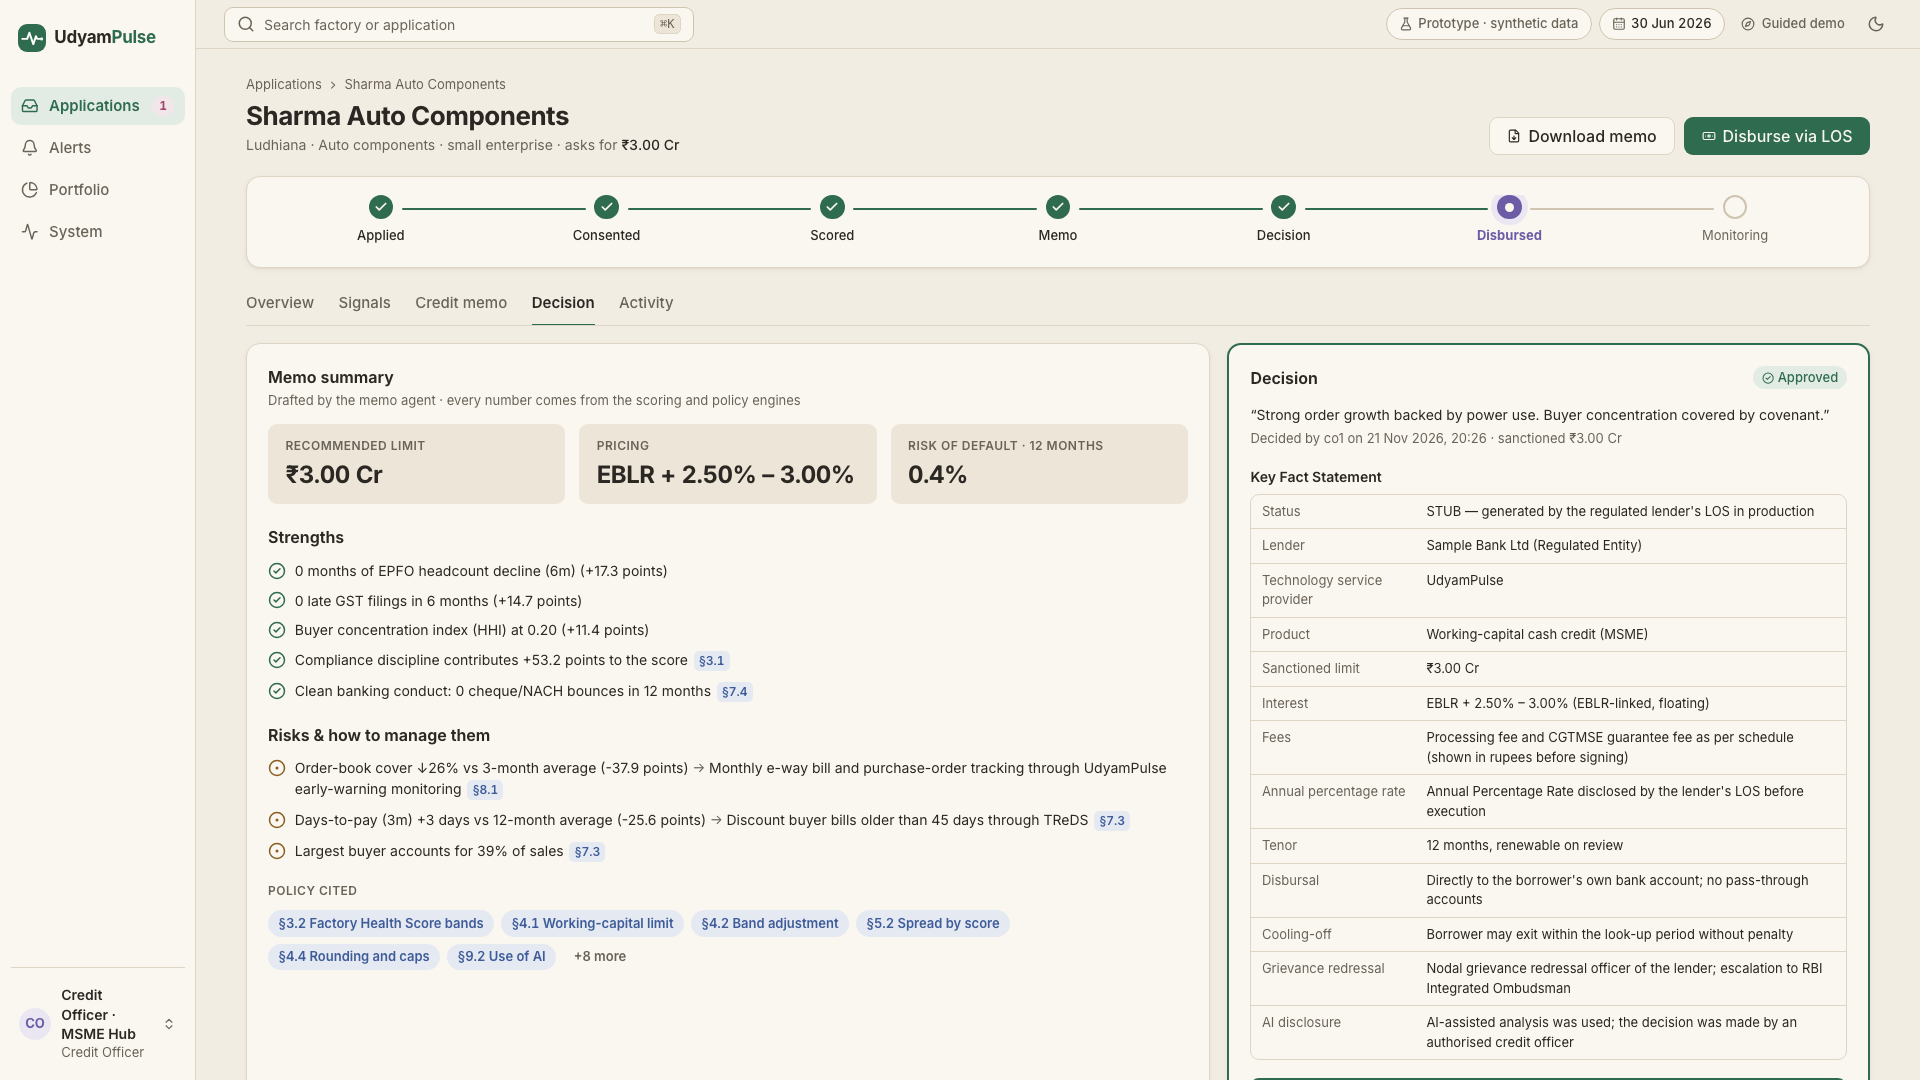 UdyamPulse
Search factory or application
⌘K
Prototype · synthetic data
30 Jun 2026
Guided demo
Applications 1
Alerts
Portfolio
System
Applications › Sharma Auto Components
Sharma Auto Components
Ludhiana · Auto components · small enterprise · asks for ₹3.00 Cr
Download memo
Disburse via LOS
Applied
Consented
Scored
Memo
Decision
Disbursed
Monitoring
Overview
Signals
Credit memo
Decision
Activity
Memo summary
Drafted by the memo agent · every number comes from the scoring and policy engines
RECOMMENDED LIMIT
₹3.00 Cr
PRICING
EBLR + 2.50% – 3.00%
RISK OF DEFAULT · 12 MONTHS
0.4%
Strengths
0 months of EPFO headcount decline (6m) (+17.3 points)
0 late GST filings in 6 months (+14.7 points)
Buyer concentration index (HHI) at 0.20 (+11.4 points)
Compliance discipline contributes +53.2 points to the score §3.1
Clean banking conduct: 0 cheque/NACH bounces in 12 months §7.4
Risks & how to manage them
Order-book cover ↓26% vs 3-month average (-37.9 points) → Monthly e-way bill and purchase-order tracking through UdyamPulse
early-warning monitoring §8.1
Days-to-pay (3m) +3 days vs 12-month average (-25.6 points) → Discount buyer bills older than 45 days through TReDS §7.3
Largest buyer accounts for 39% of sales §7.3
POLICY CITED
§3.2 Factory Health Score bands
§4.1 Working-capital limit
§4.2 Band adjustment
§5.2 Spread by score
§4.4 Rounding and caps
§9.2 Use of AI
+8 more
Decision
Approved
“Strong order growth backed by power use. Buyer concentration covered by covenant.”
Decided by co1 on 21 Nov 2026, 20:26 · sanctioned ₹3.00 Cr
Key Fact Statement
Status STUB — generated by the regulated lender's LOS in production
Lender Sample Bank Ltd (Regulated Entity)
Technology service UdyamPulse
provider
Product Working-capital cash credit (MSME)
Sanctioned limit ₹3.00 Cr
Interest EBLR + 2.50% – 3.00% (EBLR-linked, floating)
Fees Processing fee and CGTMSE guarantee fee as per schedule
(shown in rupees before signing)
Annual percentage rate Annual Percentage Rate disclosed by the lender's LOS before
execution
Tenor 12 months, renewable on review
Disbursal Directly to the borrower's own bank account; no pass-through
accounts
Cooling-off Borrower may exit within the look-up period without penalty
Grievance redressal Nodal grievance redressal officer of the lender; escalation to RBI
Integrated Ombudsman
AI disclosure AI-assisted analysis was used; the decision was made by an
authorised credit officer
CO
Credit
Officer ·
MSME Hub
Credit Officer